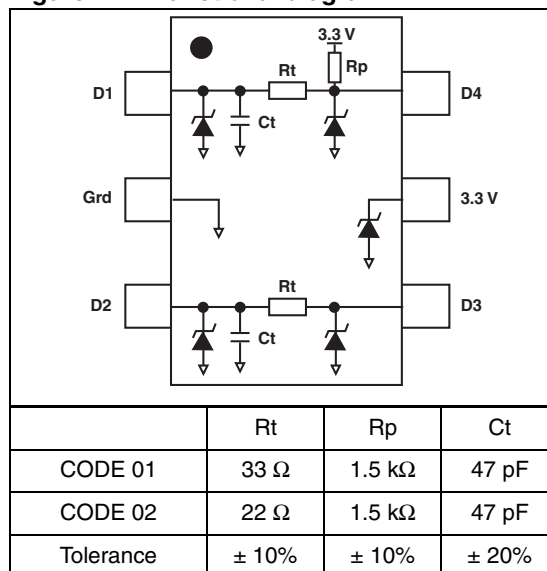 3.3 V
Rt
Rp
D1
D4
Ct
Grd
3.3 V
Rt
D2
D3
Ct
Rt Rp Ct
CODE 01 33 Ω 1.5 kΩ 47 pF
CODE 02 22 Ω 1.5 kΩ 47 pF
Tolerance ± 10% ± 10% ± 20%